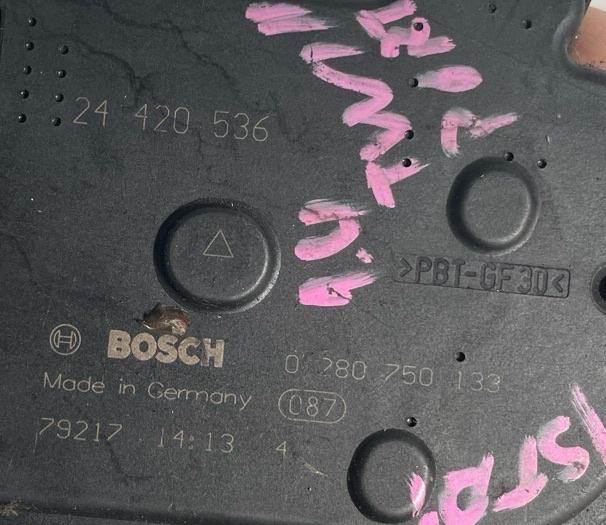 24 420 536
>PBT-GF30<
BOSCH 0 280 750 133
Made in Germany 087
79217 14:13 4